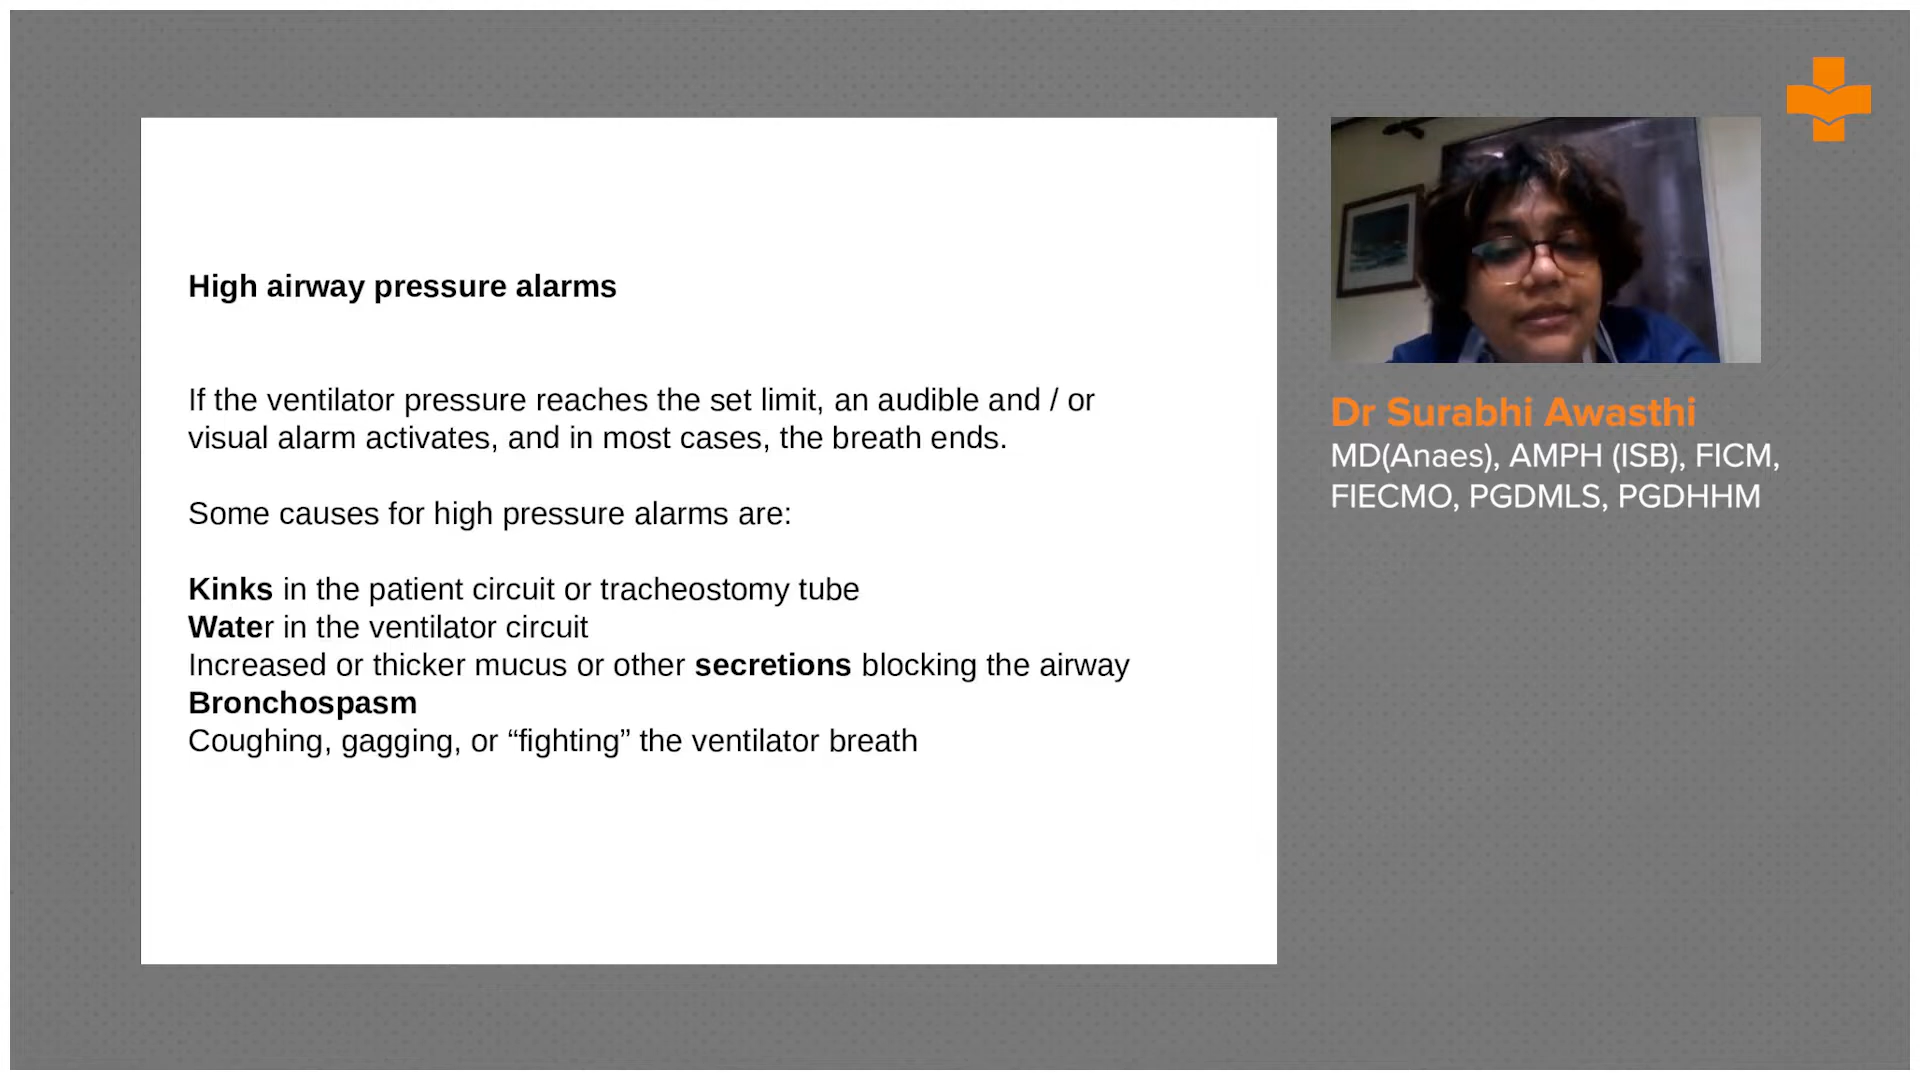 High airway pressure alarms
If the ventilator pressure reaches the set limit, an audible and / or
visual alarm activates, and in most cases, the breath ends.
Some causes for high pressure alarms are:
Kinks in the patient circuit or tracheostomy tube
Water in the ventilator circuit
Increased or thicker mucus or other secretions blocking the airway
Bronchospasm
Coughing, gagging, or “fighting” the ventilator breath
Dr Surabhi Awasthi
MD(Anaes), AMPH (ISB), FICM,
FIECMO, PGDMLS, PGDHHM